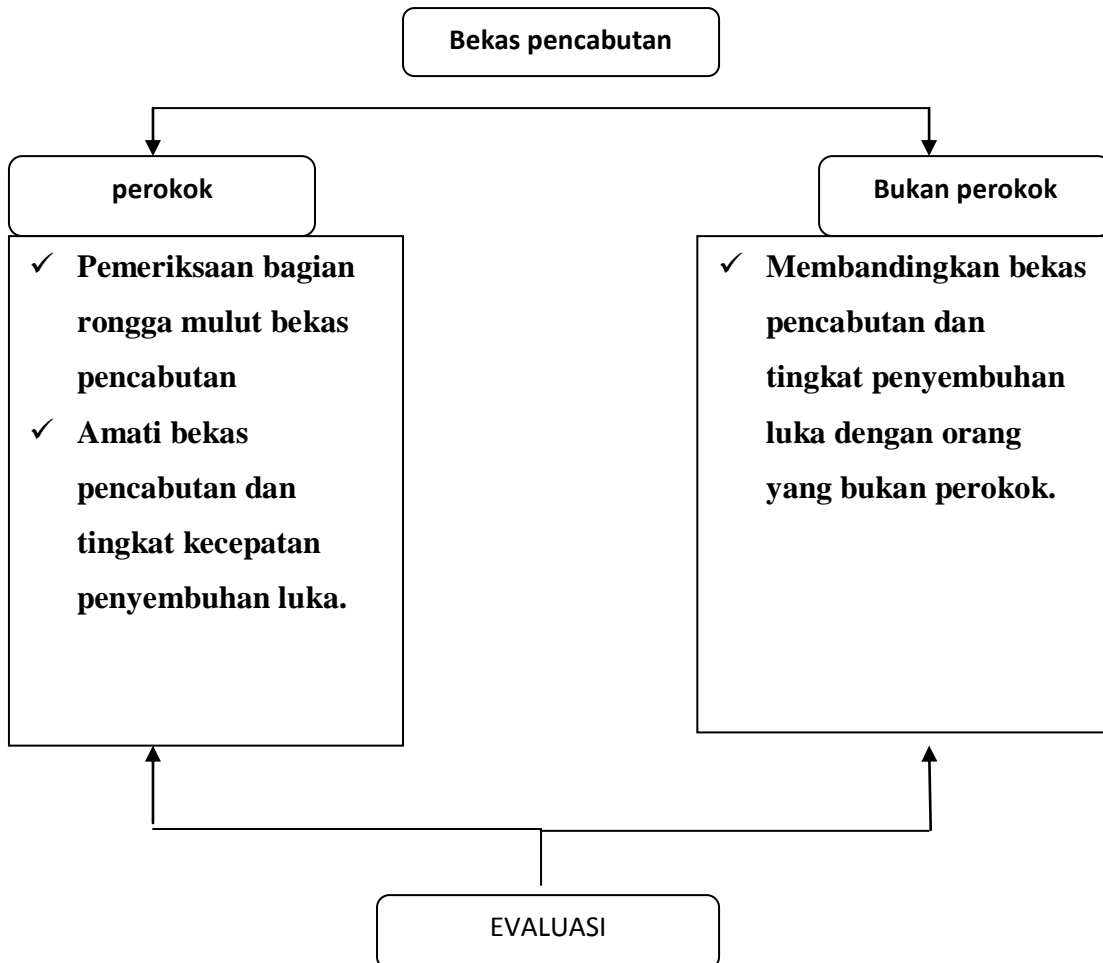 Bekas pencabutan
perokok
Bukan perokok
✓ Pemeriksaan bagian
rongga mulut bekas
pencabutan
✓ Amati bekas
pencabutan dan
tingkat kecepatan
penyembuhan luka.
✓ Membandingkan bekas
pencabutan dan
tingkat penyembuhan
luka dengan orang
yang bukan perokok.
EVALUASI